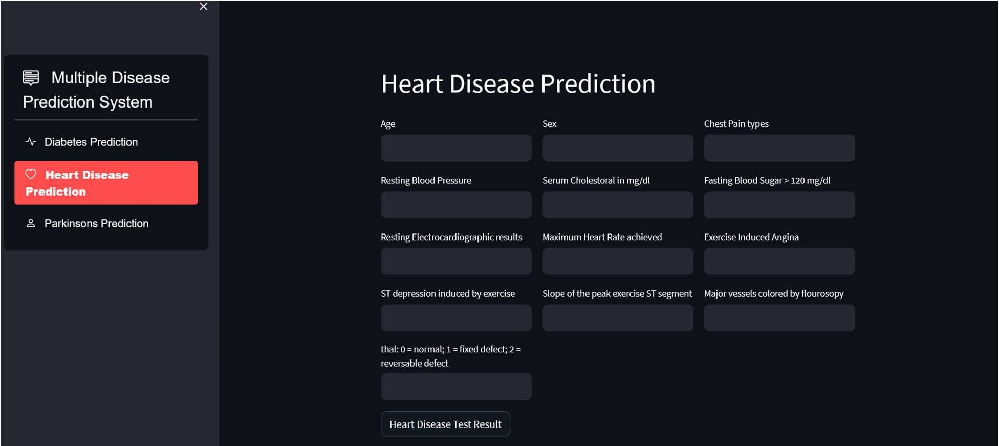 Multiple Disease
Prediction System
Diabetes Prediction
Heart Disease
Prediction
Parkinsons Prediction
Heart Disease Prediction
Age
Sex
Chest Pain types
Resting Blood Pressure
Serum Cholestoral in mg/dl
Fasting Blood Sugar > 120 mg/dl
Resting Electrocardiographic results
Maximum Heart Rate achieved
Exercise Induced Angina
ST depression induced by exercise
Slope of the peak exercise ST segment
Major vessels colored by flourosopy
thal: 0 = normal; 1 = fixed defect; 2 =
reversable defect
Heart Disease Test Result